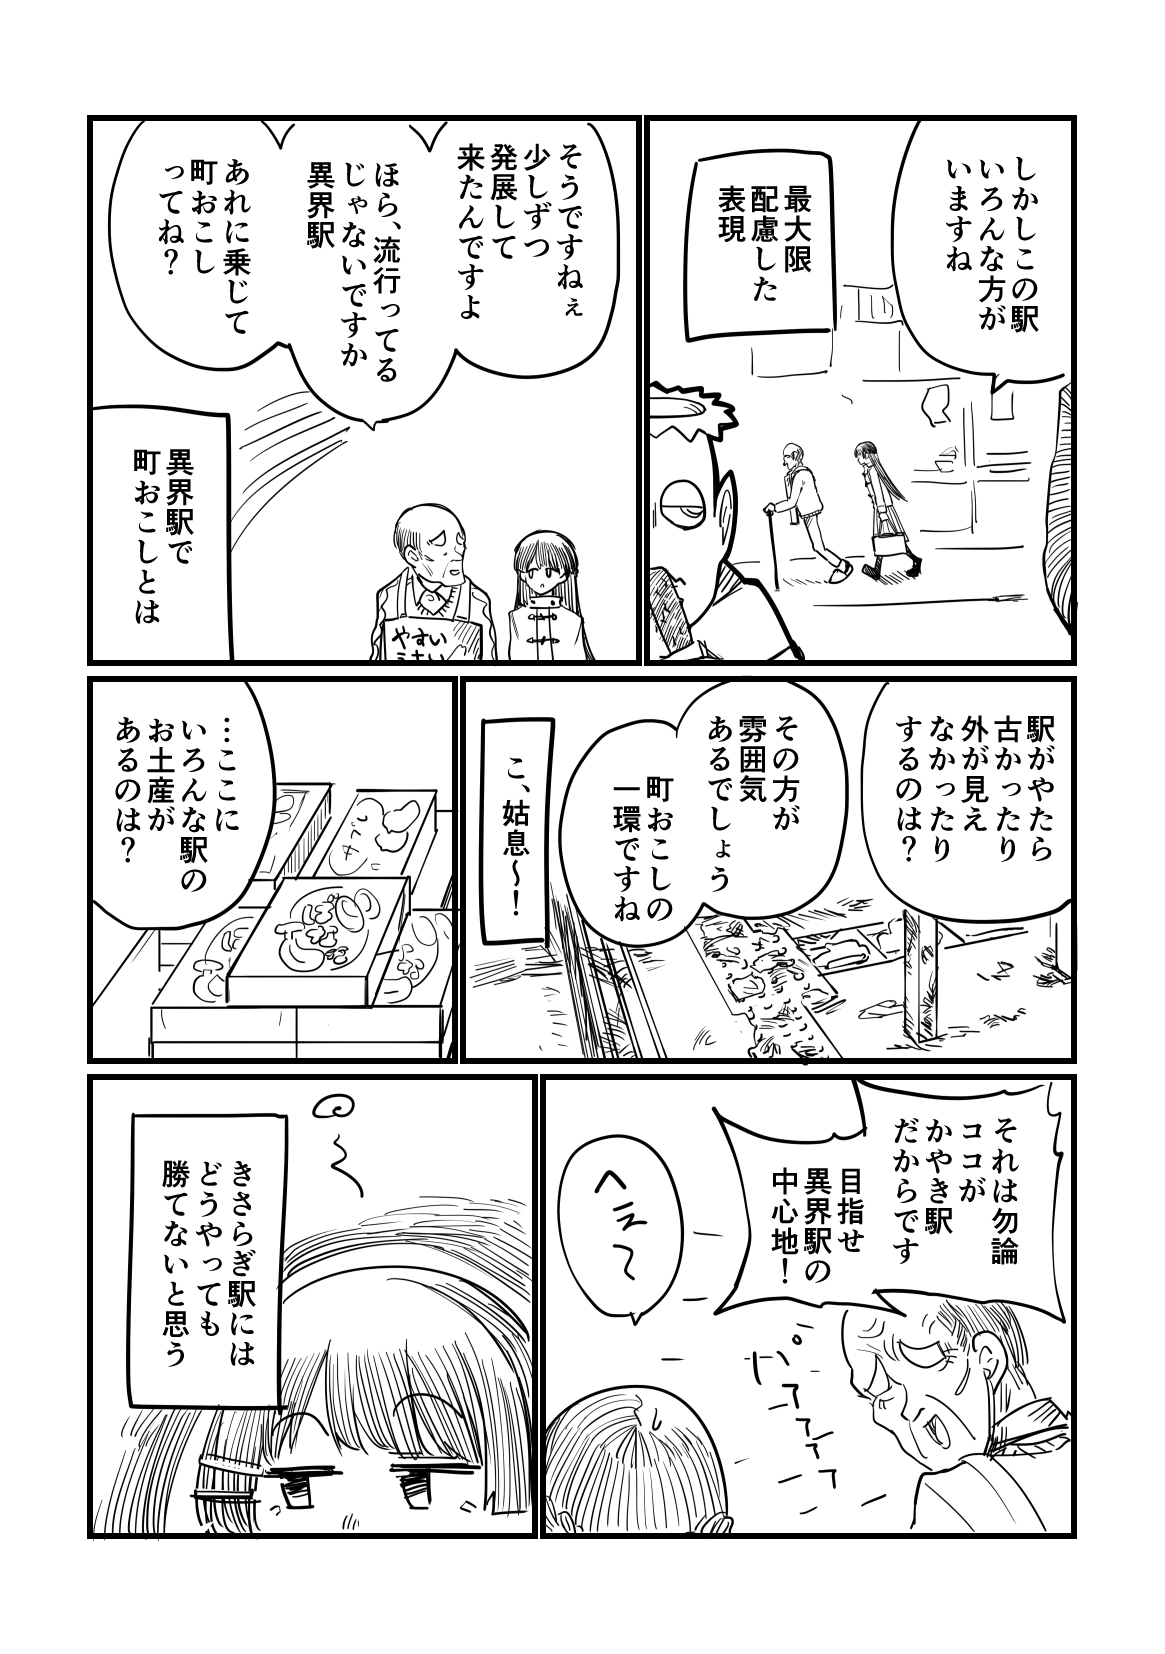 しかしこの駅
いろんな方が
いますね
最大限
配慮した
表現
そうですねぇ
少しずつ
発展して
来たんですよ
ほら、流行ってる
じゃないですか
異界駅
あれに乗じて
町おこし
ってね？
やすい
異界駅で
町おこしとは
駅がやたら
古かったり
外が見え
なかったり
するのは？
その方が
雰囲気
あるでしょう
町おこしの
一環ですね
こ、姑息〜！
…ここに
いろんな駅の
お土産が
あるのは？
それは勿論
ココが
かやき駅
だからです
目指せ
異界駅の
中心地！
へぇ〜
きさらぎ駅には
どうやっても
勝てないと思う